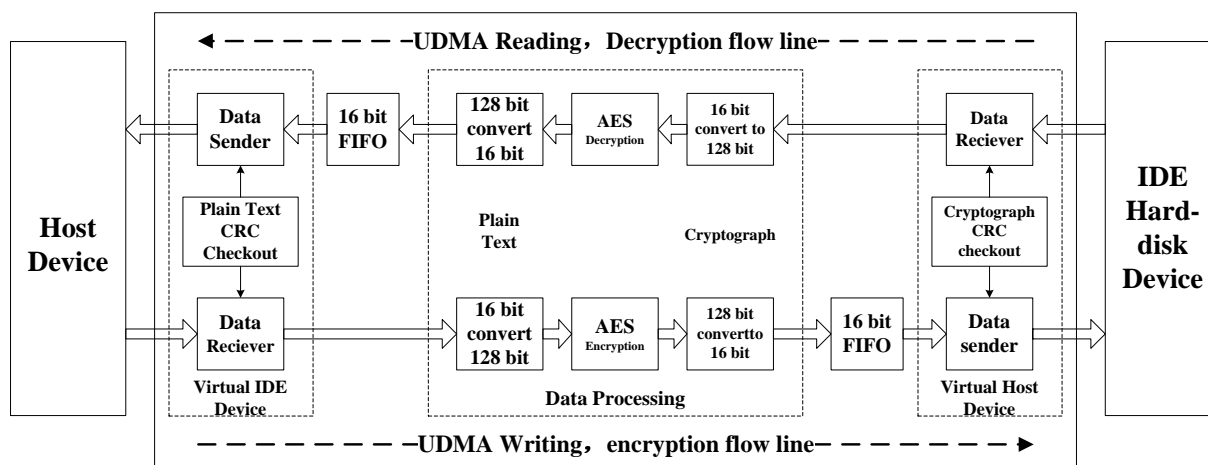 UDMA Reading，Decryption flow line
Host
Device
Data
Sender
16 bit
FIFO
128 bit
convert
16 bit
AES
Decryption
16 bit
convert to
128 bit
Data
Reciever
IDE
Hard-
disk
Device
Plain Text
CRC
Checkout
Plain
Text
Cryptograph
Cryptograph
CRC
checkout
Data
Reciever
16 bit
convert
128 bit
AES
Encryption
128 bit
convertto
16 bit
16 bit
FIFO
Data
sender
Virtual IDE
Device
Data Processing
Virtual Host
Device
UDMA Writing，encryption flow line